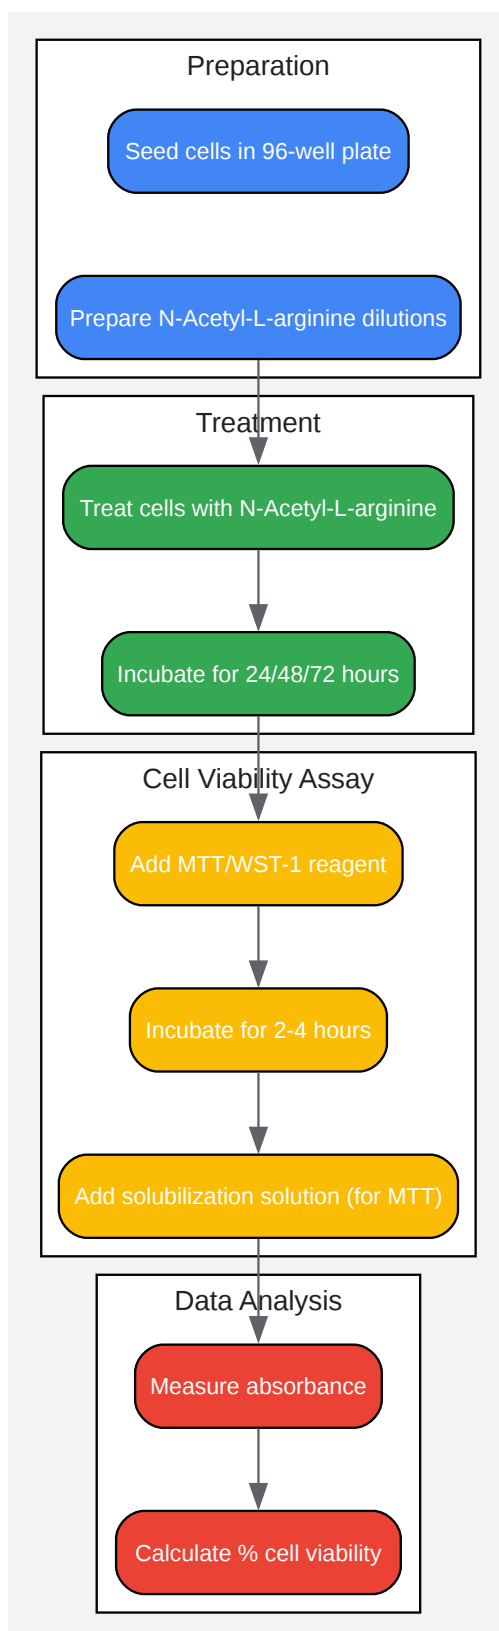 Preparation
Seed cells in 96-well plate
Prepare N-Acetyl-L-arginine dilutions
Treatment
Treat cells with N-Acetyl-L-arginine
Incubate for 24/48/72 hours
Cell Viability Assay
Add MTT/WST-1 reagent
Incubate for 2-4 hours
Add solubilization solution (for MTT)
Data Analysis
Measure absorbance
Calculate % cell viability